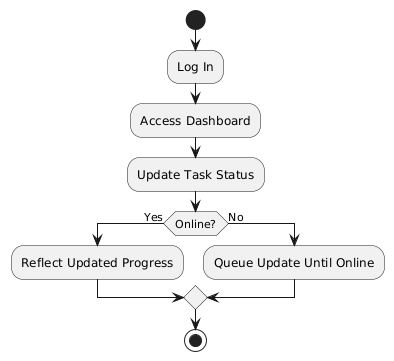 Log In
Access Dashboard
Update Task Status
Online?
Yes
No
Reflect Updated Progress
Queue Update Until Online